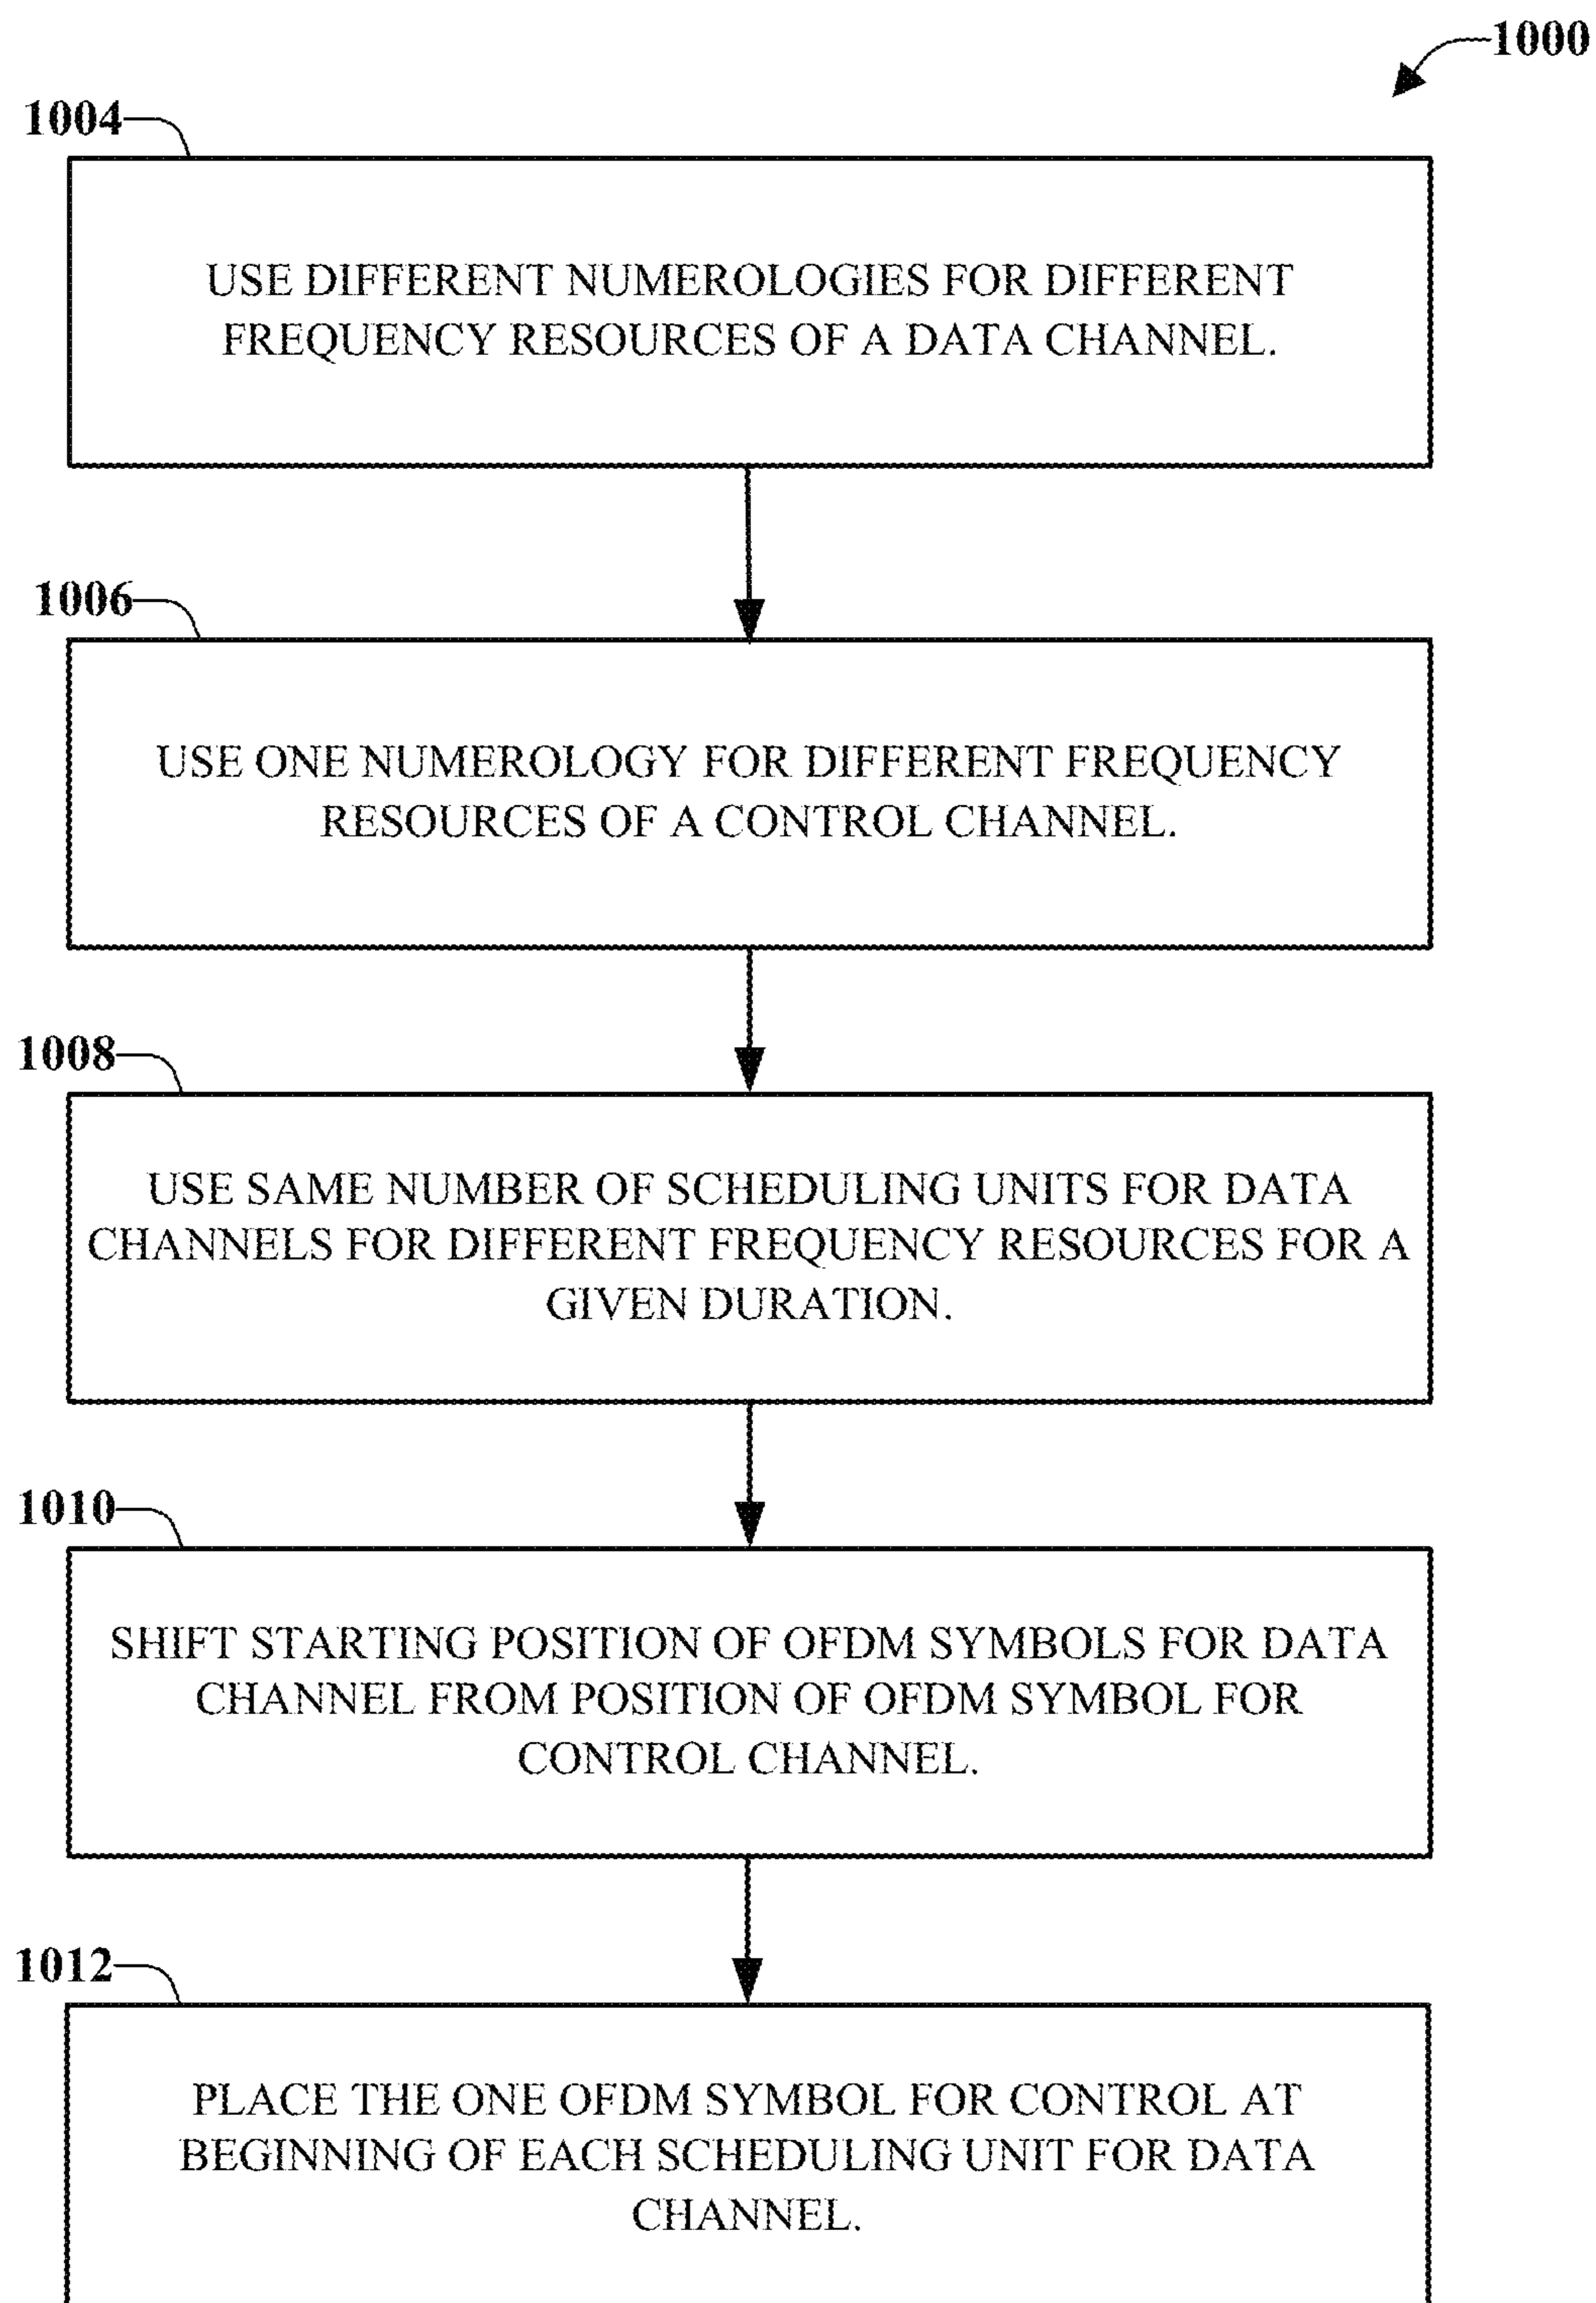 1000
1004
USE DIFFERENT NUMEROLOGIES FOR DIFFERENT
FREQUENCY RESOURCES OF A DATA CHANNEL.
1006
USE ONE NUMEROLOGY FOR DIFFERENT FREQUENCY
RESOURCES OF A CONTROL CHANNEL.
1008
USE SAME NUMBER OF SCHEDULING UNITS FOR DATA
CHANNELS FOR DIFFERENT FREQUENCY RESOURCES FOR A
GIVEN DURATION.
1010
SHIFT STARTING POSITION OF OFDM SYMBOLS FOR DATA
CHANNEL FROM POSITION OF OFDM SYMBOL FOR
CONTROL CHANNEL.
1012
PLACE THE ONE OFDM SYMBOL FOR CONTROL AT
BEGINNING OF EACH SCHEDULING UNIT FOR DATA
CHANNEL.